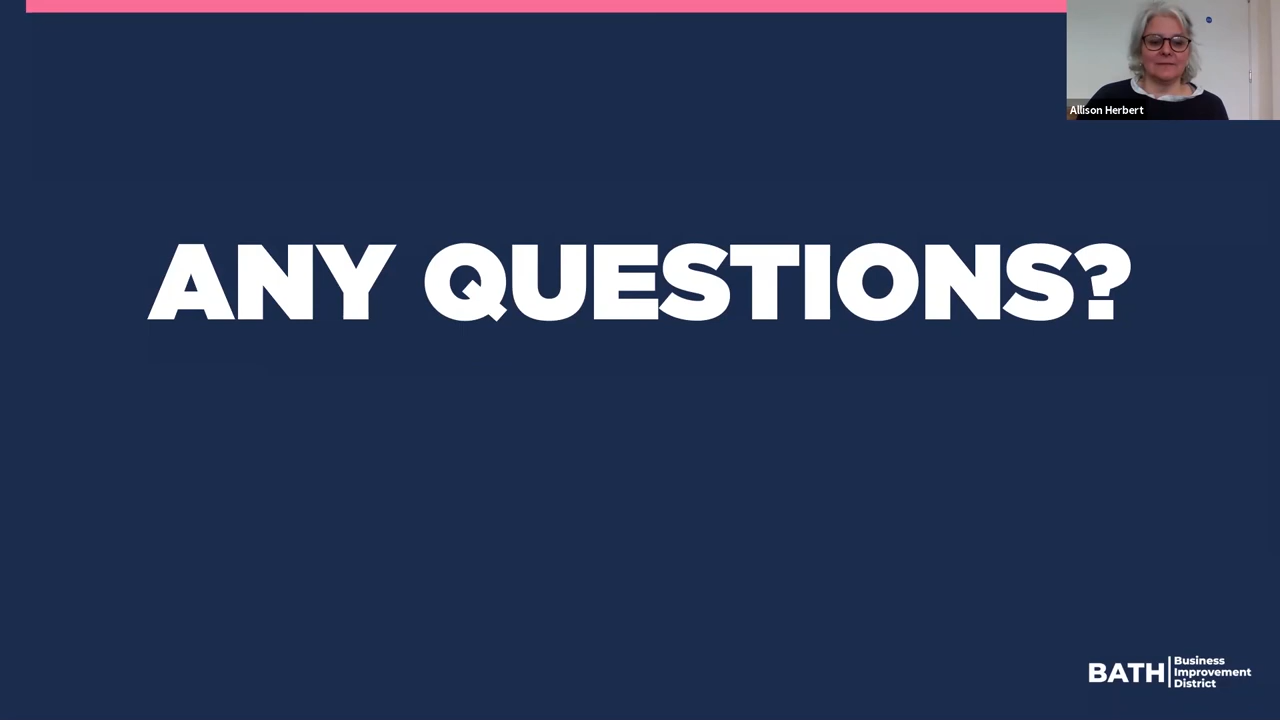 Allison Herbert
ANY QUESTIONS?
BATH
Business
Improvement
District